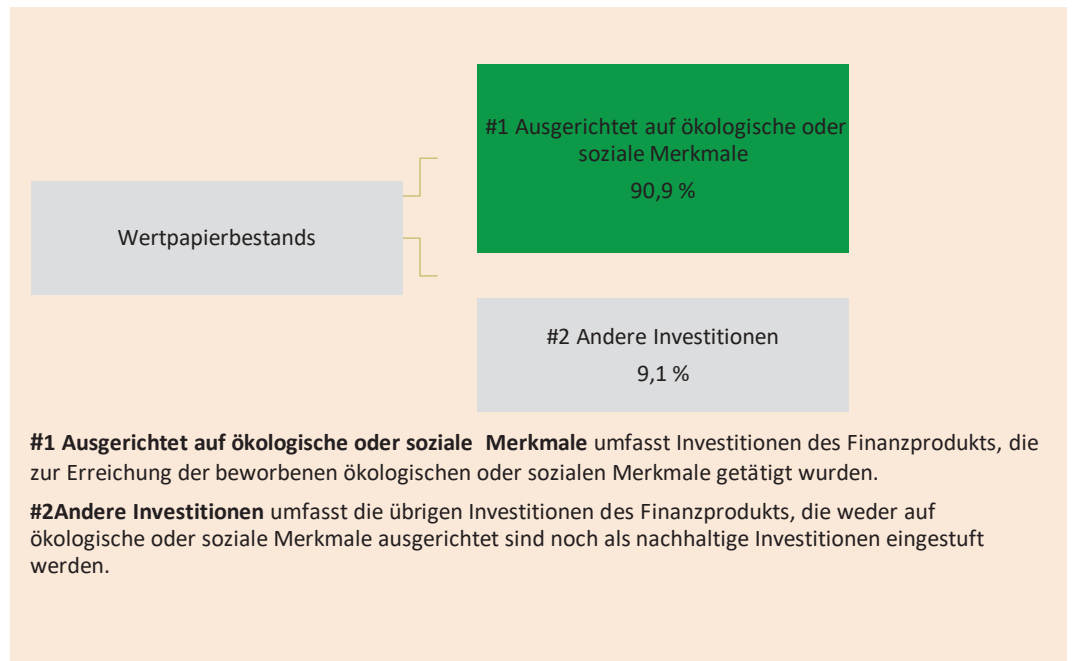 #1 Ausgerichtet auf ökologische oder
soziale Merkmale
90,9 %
Wertpapierbestands
#2 Andere Investitionen
9,1 %
#1 Ausgerichtet auf ökologische oder soziale Merkmale umfasst Investitionen des Finanzprodukts, die
zur Erreichung der beworbenen ökologischen oder sozialen Merkmale getätigt wurden.
#2Andere Investitionen umfasst die übrigen Investitionen des Finanzprodukts, die weder auf
ökologische oder soziale Merkmale ausgerichtet sind noch als nachhaltige Investitionen eingestuft
werden.